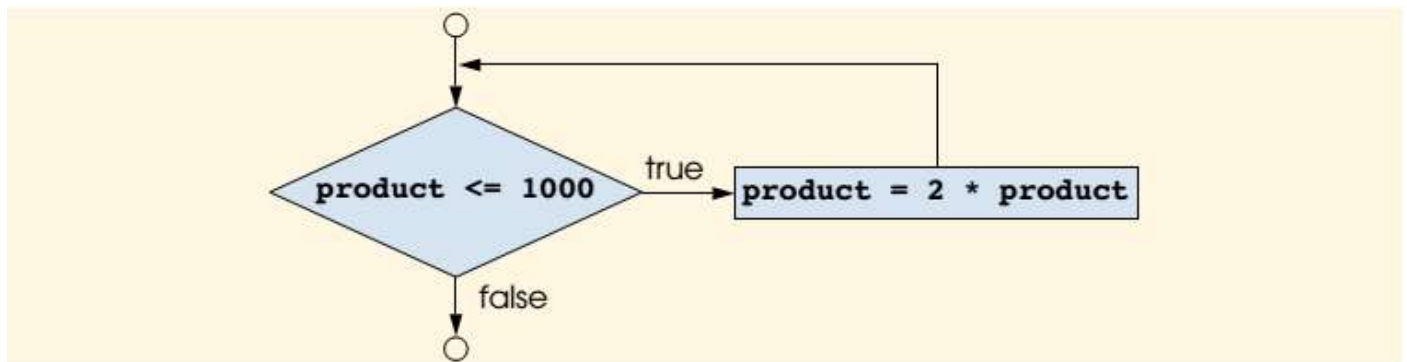 product <= 1000
true
product = 2 * product
false